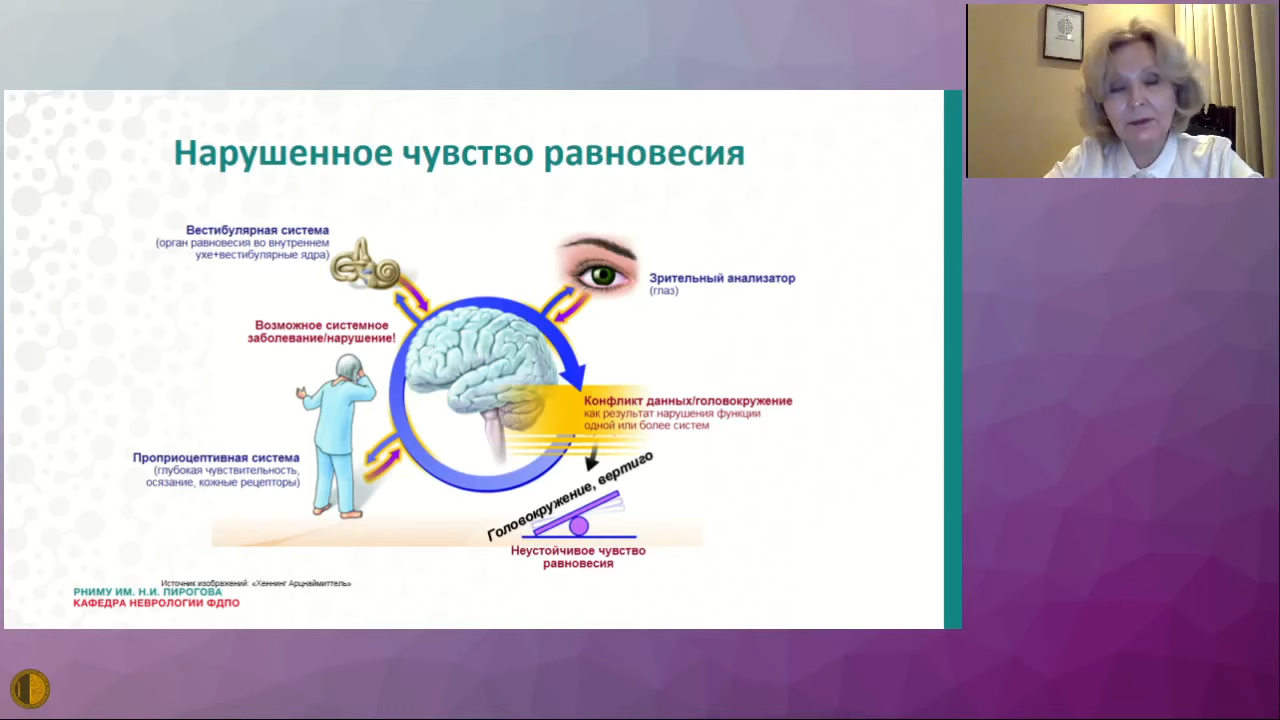 Нарушенное чувство равновесия
Вестибулярная система
(орган равновесия во внутреннем
ухе+вестибулярные ядра)
Зрительный анализатор
(глаз)
Возможное системное
заболевание/нарушение!
Конфликт данных/головокружение
как результат нарушения функции
одной или более систем
Проприоцептивная система
(глубокая чувствительность,
осязание, кожные рецепторы)
Головокружение, вертиго
Неустойчивое чувство
равновесия
Источник изображений: «Хеннинг Арцнаймиттель»
РНИМУ ИМ. Н.И. ПИРОГОВА
КАФЕДРА НЕВРОЛОГИИ ФДПО